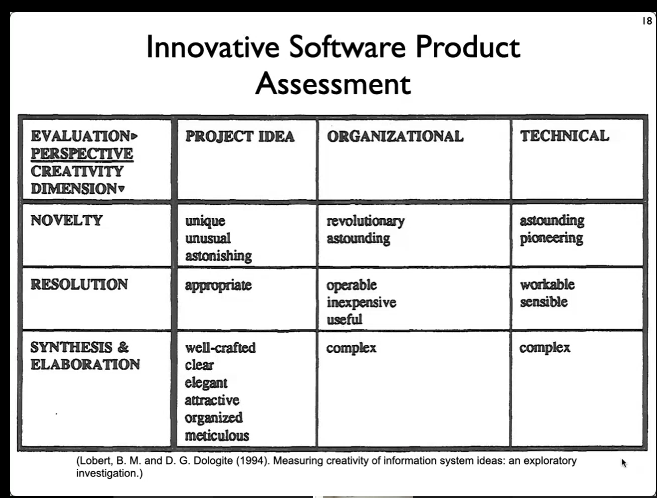 18
Innovative Software Product
Assessment
EVALUATION▹ PROJECT IDEA ORGANIZATIONAL TECHNICAL
PERSPECTIVE
CREATIVITY
DIMENSION▿
NOVELTY unique revolutionary astounding
unusual astounding pioneering
astonishing
RESOLUTION appropriate operable workable
inexpensive sensible
useful
SYNTHESIS & well-crafted complex complex
ELABORATION clear
elegant
attractive
organized
meticulous
(Lobert, B. M. and D. G. Dologite (1994). Measuring creativity of information system ideas: an exploratory
investigation.)